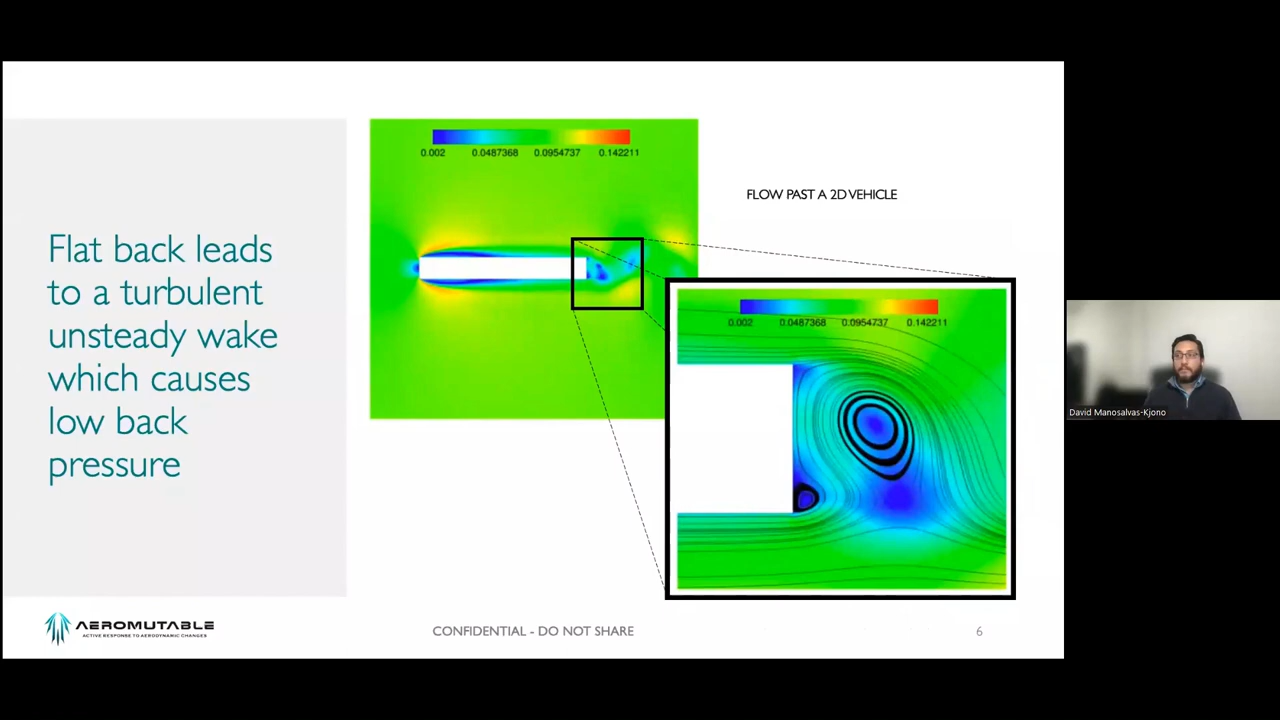 0.002 0.0487368 0.0954737 0.142211
FLOW PAST A 2D VEHICLE
Flat back leads
to a turbulent
unsteady wake
which causes
low back
pressure
0.002 0.0487368 0.0954737 0.142211
David Manosalvas-Kjono
AEROMUTABLE
ACTIVE RESPONSE TO AERODYNAMIC CHANGES
CONFIDENTIAL - DO NOT SHARE
6